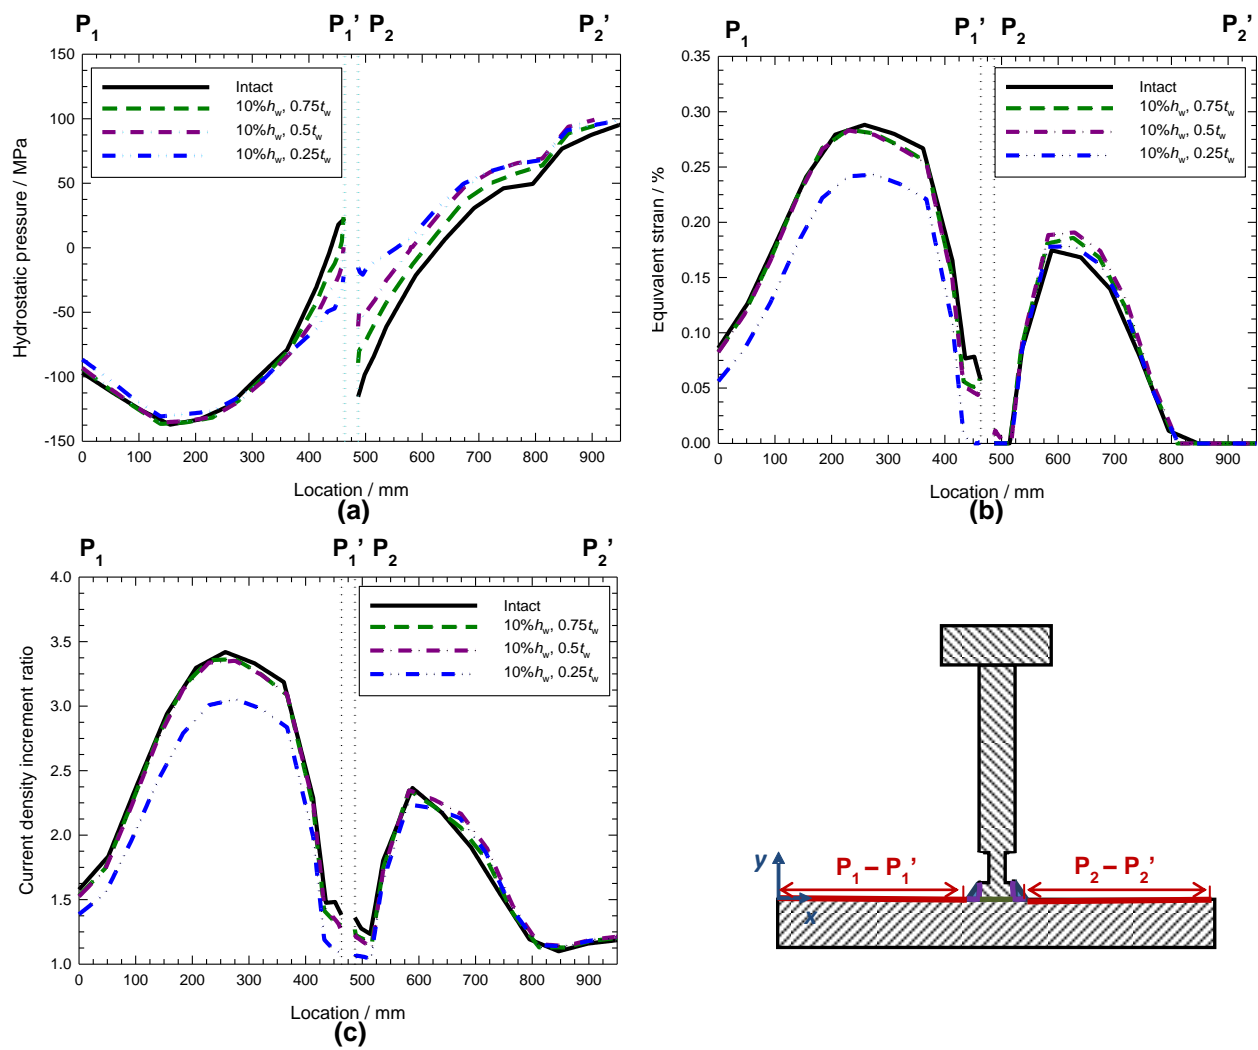 P1 P1’ P2 P2’
150
100
50
0
-50
-100
-150
Hydrostatic pressure / MPa
Intact
10%hw, 0.75tw
10%hw, 0.5tw
10%hw, 0.25tw
0 100 200 300 400 500 600 700 800 900
Location / mm
(a)
P1 P1’ P2 P2’
0.35
0.30
0.25
0.20
0.15
0.10
0.05
0.00
Equivalent strain / %
Intact
10%hw, 0.75tw
10%hw, 0.5tw
10%hw, 0.25tw
0 100 200 300 400 500 600 700 800 900
Location / mm
(b)
P1 P1’ P2 P2’
4.0
3.5
3.0
2.5
2.0
1.5
1.0
Current density increment ratio
Intact
10%hw, 0.75tw
10%hw, 0.5tw
10%hw, 0.25tw
0 100 200 300 400 500 600 700 800 900
Location / mm
(c)
y
x
P1 – P1’
P2 – P2’